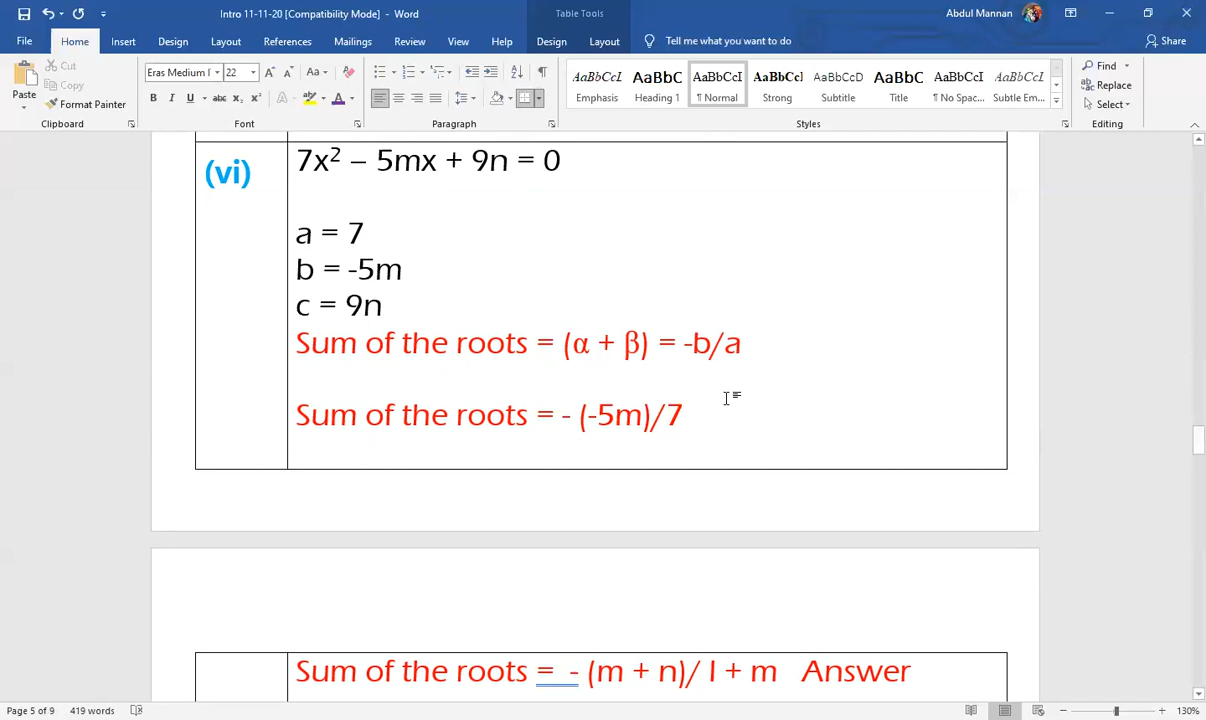 Intro 11-11-20 [Compatibility Mode] - Word
Table Tools
Abdul Mannan
File Home Insert Design Layout References Mailings Review View Help Design Layout Tell me what you want to do Share
Paste
Cut
Copy
Format Painter
Clipboard
Eras Medium I 22
Font
Paragraph
AaBbCcI AaBbC AaBbCcI AaBbCcI AaBbCcD AaBbC AaBbCcI AaBbCcI
Emphasis Heading 1 ¶ Normal Strong Subtitle Title ¶ No Spac... Subtle Em...
Styles
Find
Replace
Select
Editing
(vi)
7x² – 5mx + 9n = 0
a = 7
b = -5m
c = 9n
Sum of the roots = (α + β) = -b/a
Sum of the roots = - (-5m)/7
Sum of the roots = - (m + n)/ l + m Answer
Page 5 of 9 419 words 130%